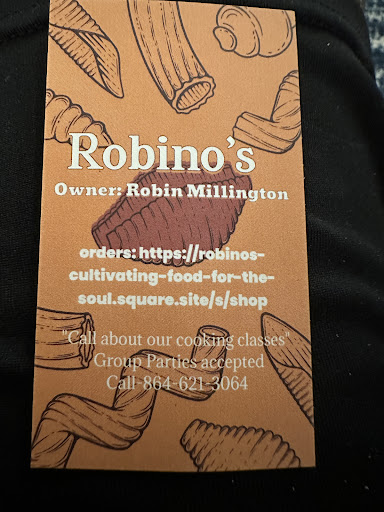 Robino's
Owner: Robin Millington
orders: https://robinos-
cultivating-food-for-the-
soul.square.site/s/shop
"Call about our cooking classes"
Group Parties accepted
Call-864-621-3064